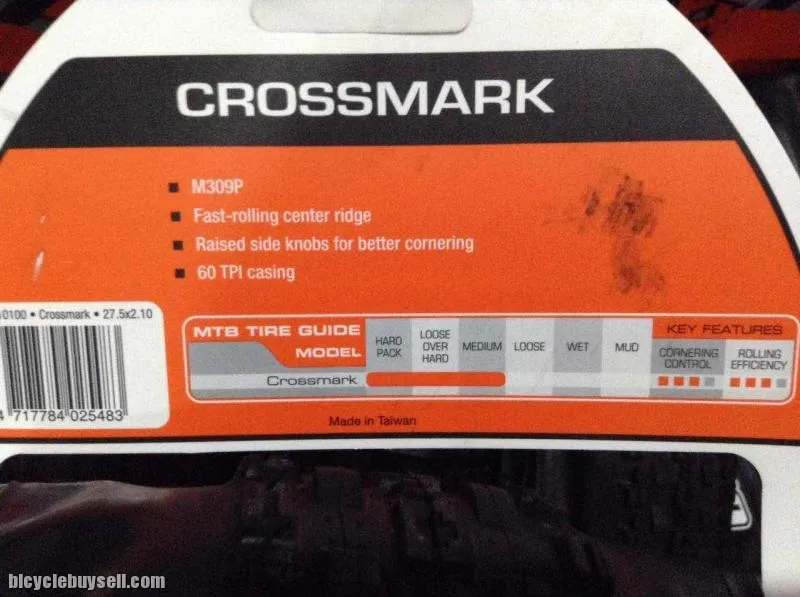 CROSSMARK
M309P
Fast-rolling center ridge
Raised side knobs for better cornering
60 TPI casing
0100 • Crossmark • 27.5x2.10
717784 025483
MTB TIRE GUIDE
MODEL
HARD
PACK
LOOSE
OVER
HARD
MEDIUM
LOOSE
WET
MUD
KEY FEATURES
CORNERING
CONTROL
ROLLING
EFFICIENCY
Crossmark
Made in Taiwan
bicyclebuysell.com